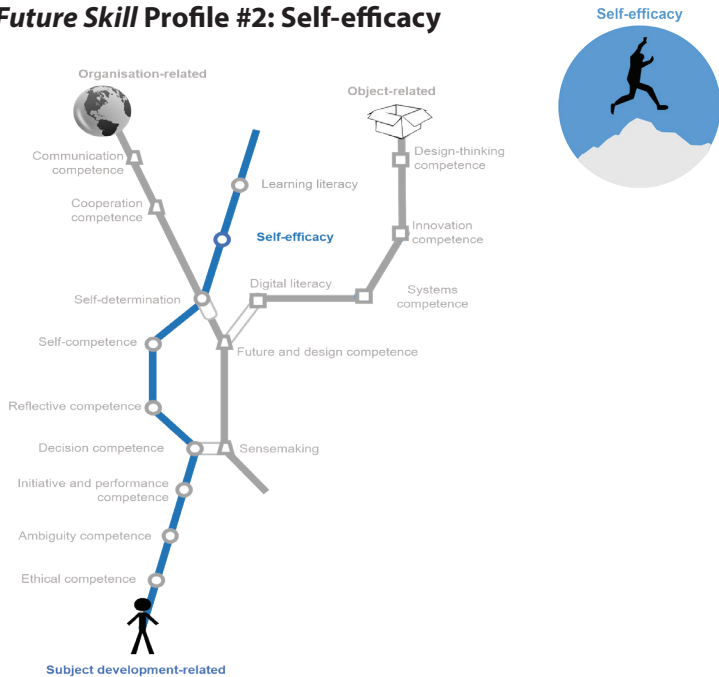 Future Skill Profile #2: Self-efficacy
Self-efficacy
Organisation-related
Object-related
Communication
competence
Design-thinking
competence
Learning literacy
Cooperation
competence
Self-efficacy
Innovation
competence
Digital literacy
Self-determination
Systems
competence
Self-competence
Future and design competence
Reflective competence
Decision competence
Sensemaking
Initiative and performance
competence
Ambiguity competence
Ethical competence
Subject development-related